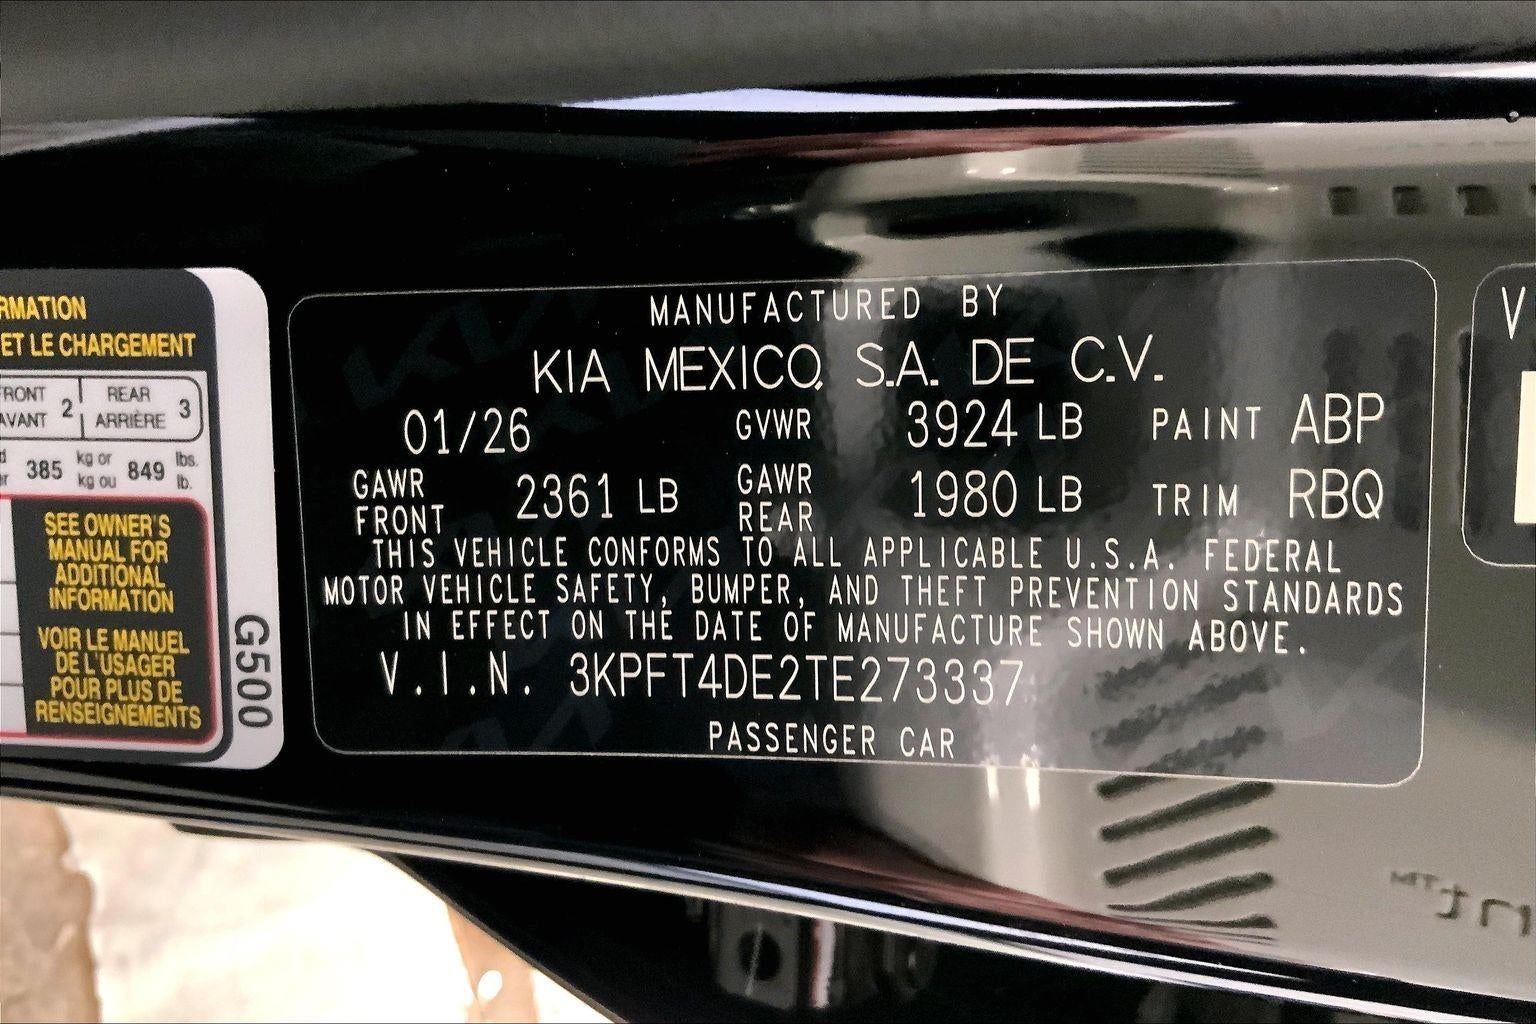 RMATION
ET LE CHARGEMENT
FRONT AVANT 2 REAR ARRIÈRE 3
385 kg or kg ou 849 lbs. lb.
SEE OWNER'S
MANUAL FOR
ADDITIONAL
INFORMATION
VOIR LE MANUEL
DE L'USAGER
POUR PLUS DE
RENSEIGNEMENTS
G500
MANUFACTURED BY
KIA MEXICO, S.A. DE C.V.
01/26 GVWR 3924 LB PAINT ABP
GAWR FRONT 2361 LB GAWR REAR 1980 LB TRIM RBQ
THIS VEHICLE CONFORMS TO ALL APPLICABLE U.S.A. FEDERAL
MOTOR VEHICLE SAFETY, BUMPER, AND THEFT PREVENTION STANDARDS
IN EFFECT ON THE DATE OF MANUFACTURE SHOWN ABOVE.
V.I.N. 3KPFT4DE2TE273337
PASSENGER CAR
V